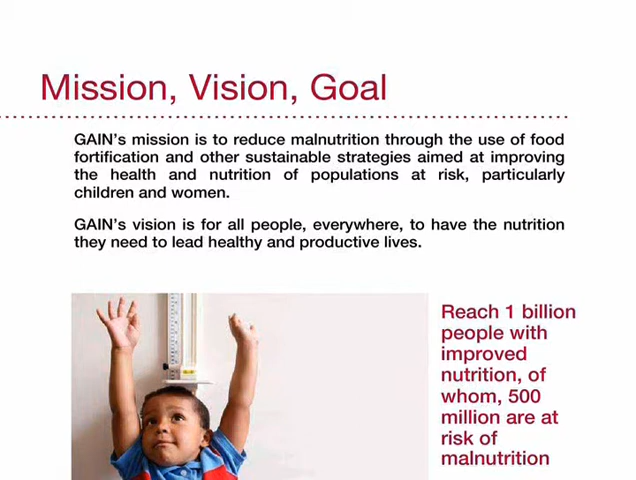 Mission, Vision, Goal
GAIN's mission is to reduce malnutrition through the use of food
fortification and other sustainable strategies aimed at improving
the health and nutrition of populations at risk, particularly
children and women.
GAIN's vision is for all people, everywhere, to have the nutrition
they need to lead healthy and productive lives.
Reach 1 billion
people with
improved
nutrition, of
whom, 500
million are at
risk of
malnutrition